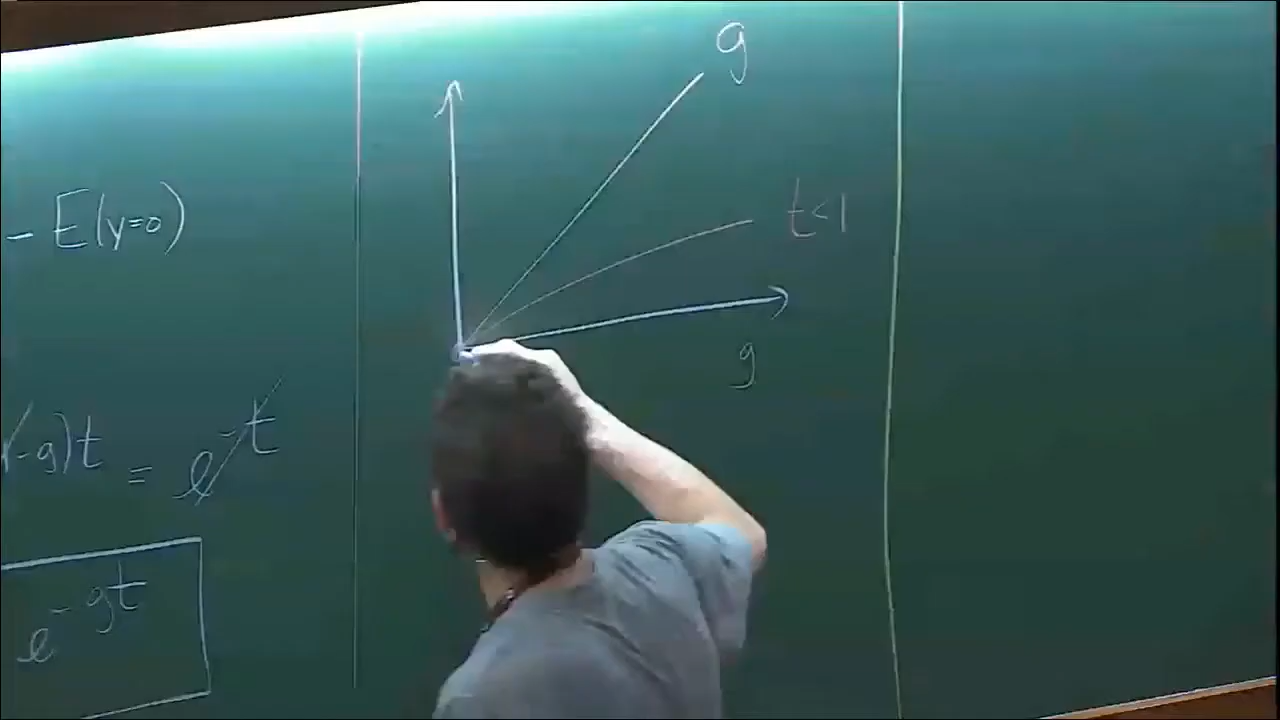 - E(y=0)
-g)t = e^-t
e^-gt
g
t<1
g